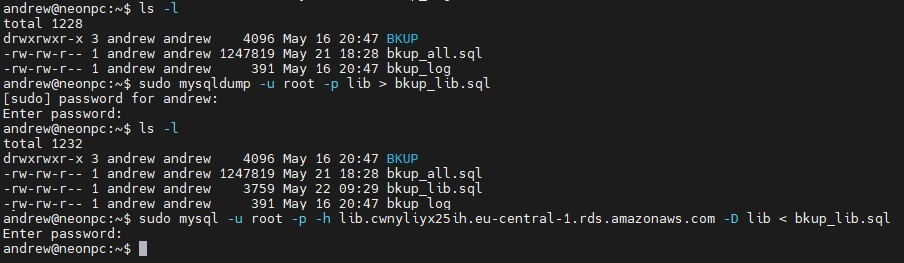 andrew@neonpc:~$ ls -l
total 1228
drwxrwxr-x 3 andrew andrew    4096 May 16 20:47 BKUP
-rw-rw-r-- 1 andrew andrew 1247819 May 21 18:28 bkup_all.sql
-rw-rw-r-- 1 andrew andrew     391 May 16 20:47 bkup_log
andrew@neonpc:~$ sudo mysqldump -u root -p lib > bkup_lib.sql
[sudo] password for andrew:
Enter password:
andrew@neonpc:~$ ls -l
total 1232
drwxrwxr-x 3 andrew andrew    4096 May 16 20:47 BKUP
-rw-rw-r-- 1 andrew andrew 1247819 May 21 18:28 bkup_all.sql
-rw-rw-r-- 1 andrew andrew    3759 May 22 09:29 bkup_lib.sql
-rw-rw-r-- 1 andrew andrew     391 May 16 20:47 bkup_log
andrew@neonpc:~$ sudo mysql -u root -p -h lib.cwnyliyx25ih.eu-central-1.rds.amazonaws.com -D lib < bkup_lib.sql
Enter password:
andrew@neonpc:~$